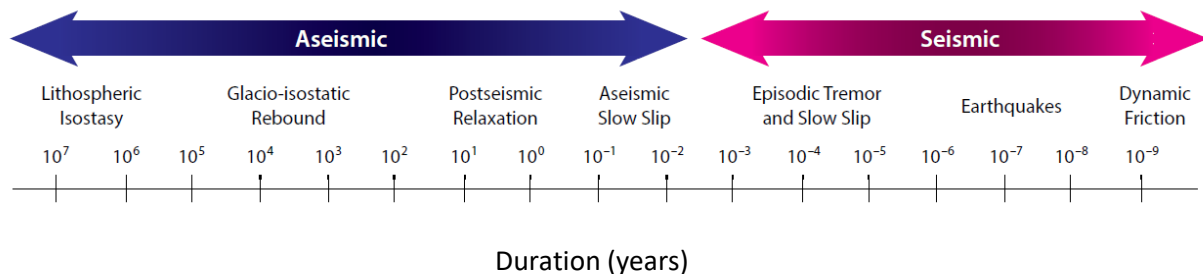 Aseismic Seismic
Lithospheric Glacio-isostatic Postseismic Aseismic Episodic Tremor Earthquakes Dynamic
Isostasy Rebound Relaxation Slow Slip and Slow Slip Friction
10⁷ 10⁶ 10⁵ 10⁴ 10³ 10² 10¹ 10⁰ 10⁻¹ 10⁻² 10⁻³ 10⁻⁴ 10⁻⁵ 10⁻⁶ 10⁻⁷ 10⁻⁸ 10⁻⁹
Duration (years)